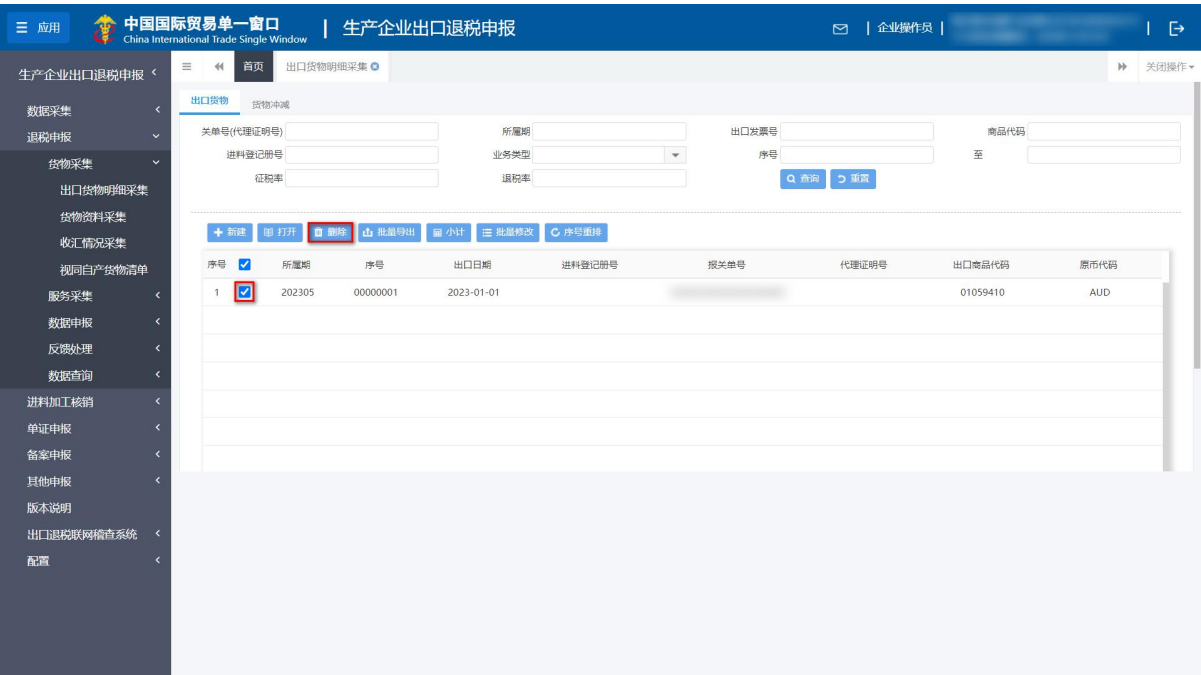 应用
中国国际贸易单一窗口
China International Trade Single Window
生产企业出口退税申报
企业操作员
生产企业出口退税申报
首页
出口货物明细采集
关闭操作
数据采集
退税申报
货物采集
出口货物明细采集
货物资料采集
收汇情况采集
视同自产货物清单
服务采集
数据申报
反馈处理
数据查询
进料加工核销
单证申报
备案申报
其他申报
版本说明
出口退税联网稽查系统
配置
出口货物 货物冲减
关单号(代理证明号) 所属期 出口发票号 商品代码
进料登记册号 业务类型 序号 至
征税率 退税率 查询 重置
新建 打开 删除 批量导出 小计 批量修改 序号重排
序号 所属期 序号 出口日期 进料登记册号 报关单号 代理证明号 出口商品代码 原币代码
1 202305 00000001 2023-01-01 01059410 AUD